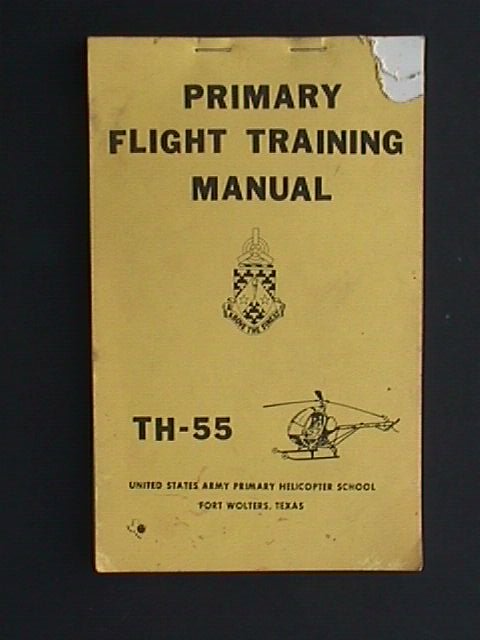 PRIMARY
FLIGHT TRAINING
MANUAL
ABOVE THE BEST
TH-55
UNITED STATES ARMY PRIMARY HELICOPTER SCHOOL
FORT WOLTERS, TEXAS